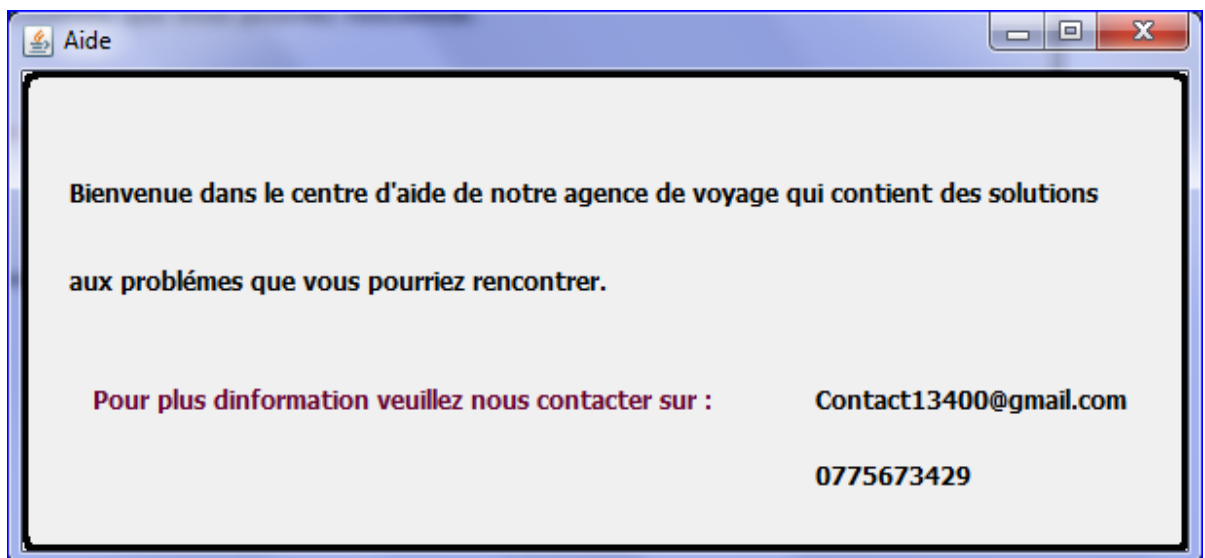 Aide
Bienvenue dans le centre d'aide de notre agence de voyage qui contient des solutions
aux problémes que vous pourriez rencontrer.
Pour plus dinformation veuillez nous contacter sur : Contact13400@gmail.com
0775673429